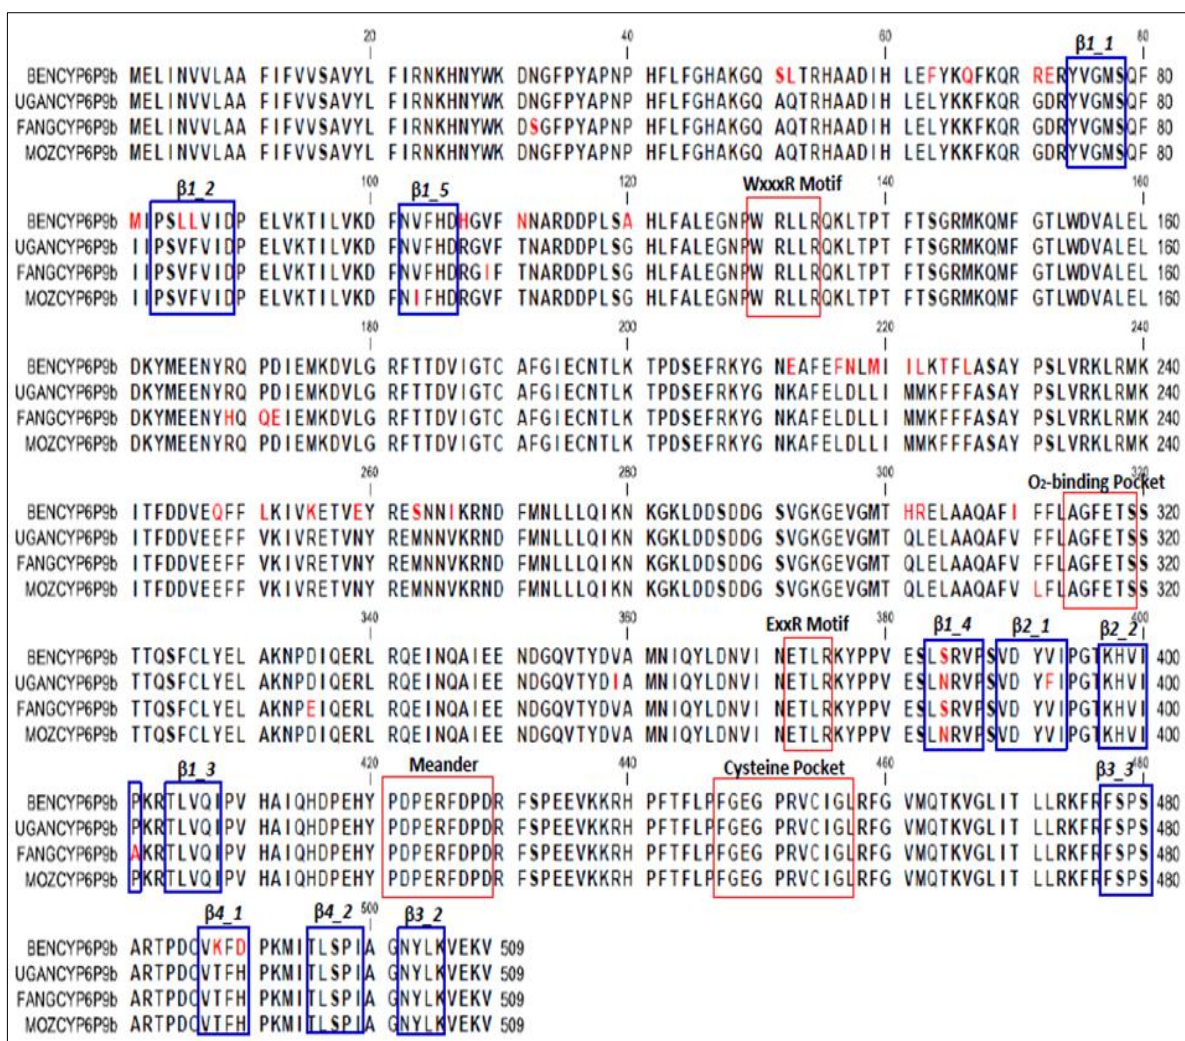 20 40 60 β1_1 80
BENCYP6P9b MELINVVLAA FIFVVSAVYL FIRNKHNYWK DNGFPYAPNP HFLFGHAKGQ SLTRHAADIH LEFYKQFKQR RERYVGMSQF 80
UGANCYP6P9b MELINVVLAA FIFVVSAVYL FIRNKHNYWK DNGFPYAPNP HFLFGHAKGQ AQTRHAADIH LELYKKFKQR GDRYVGMSQF 80
FANGCYP6P9b MELINVVLAA FIFVVSAVYL FIRNKHNYWK DSGFPYAPNP HFLFGHAKGQ AQTRHAADIH LELYKKFKQR GDRYVGMSQF 80
MOZCYP6P9b MELINVVLAA FIFVVSAVYL FIRNKHNYWK DNGFPYAPNP HFLFGHAKGQ AQTRHAADIH LELYKKFKQR GDRYVGMSQF 80
β1_2 100 β1_5 120 WxxxR Motif 140 160
BENCYP6P9b MIPSLLVIDP ELVKTILVKD FNVFHDHGVF NNARDDPLSA HLFALEGNPW RLLRQKLTPT FTSGRMKQMF GTLWDVALEL 160
UGANCYP6P9b IIPSVFVIDP ELVKTILVKD FNVFHDRGVF TNARDDPLSG HLFALEGNPW RLLRQKLTPT FTSGRMKQMF GTLWDVALEL 160
FANGCYP6P9b IIPSVFVIDP ELVKTILVKD FNVFHDRGIF TNARDDPLSG HLFALEGNPW RLLRQKLTPT FTSGRMKQMF GTLWDVALEL 160
MOZCYP6P9b IIPSVFVIDP ELVKTILVKD FNIFHDRGVF TNARDDPLSG HLFALEGNPW RLLRQKLTPT FTSGRMKQMF GTLWDVALEL 160
180 200 220 240
BENCYP6P9b DKYMEENYRQ PDIEMKDVLG RFTTDVIGTC AFGIECNTLK TPDSEFRKYG NEAFEFNLMI ILKTFLASAY PSLVRKLRMK 240
UGANCYP6P9b DKYMEENYRQ PDIEMKDVLG RFTTDVIGTC AFGIECNTLK TPDSEFRKYG NKAFELDLLI MMKFFFASAY PSLVRKLRMK 240
FANGCYP6P9b DKYMEENYHQ QEIEMKDVLG RFTTDVIGTC AFGIECNTLK TPDSEFRKYG NKAFELDLLI MMKFFFASAY PSLVRKLRMK 240
MOZCYP6P9b DKYMEENYRQ PDIEMKDVLG RFTTDVIGTC AFGIECNTLK TPDSEFRKYG NKAFELDLLI MMKFFFASAY PSLVRKLRMK 240
260 280 300 320
O₂-binding Pocket
BENCYP6P9b ITFDDVEQFF LKIVKETVEY RESNNIKRND FMNLLLQIKN KGKLDDSDDG SVGKGEVGMT HRELAAQAFI FFLAGFETSS 320
UGANCYP6P9b ITFDDVEEFF VKIVRETVNY REMNNVKRND FMNLLLQIKN KGKLDDSDDG SVGKGEVGMT QLELAAQAFV FFLAGFETSS 320
FANGCYP6P9b ITFDDVEEFF VKIVRETVNY REMNNVKRND FMNLLLQIKN KGKLDDSDDG SVGKGEVGMT QLELAAQAFV FFLAGFETSS 320
MOZCYP6P9b ITFDDVEEFF VKIVRETVNY REMNNVKRND FMNLLLQIKN KGKLDDSDDG SVGKGEVGMT QLELAAQAFV LFLAGFETSS 320
340 360 ExxR Motif 380 β1_4 β2_1 β2_2 400
BENCYP6P9b TTQSFCLYEL AKNPDIQERL RQEINQAIEE NDGQVTYDVA MNIQYLDNVI NETLRKYPPV ESLSRVPSVD YVIPGTKHVI 400
UGANCYP6P9b TTQSFCLYEL AKNPDIQERL RQEINQAIEE NDGQVTYDIA MNIQYLDNVI NETLRKYPPV ESLNRVPSVD YFIPGTKHVI 400
FANGCYP6P9b TTQSFCLYEL AKNPEIQERL RQEINQAIEE NDGQVTYDVA MNIQYLDNVI NETLRKYPPV ESLSRVPSVD YVIPGTKHVI 400
MOZCYP6P9b TTQSFCLYEL AKNPDIQERL RQEINQAIEE NDGQVTYDVA MNIQYLDNVI NETLRKYPPV ESLNRVPSVD YVIPGTKHVI 400
β1_3 420 Meander 440 Cysteine Pocket 460 β3_3 480
BENCYP6P9b PKRTLVQIPV HAIQHDPEHY PDPERFDPDR FSPEEVKKRH PFTFLPFGEG PRVCIGLRFG VMQTKVGLIT LLRKFRFSPS 480
UGANCYP6P9b PKRTLVQIPV HAIQHDPEHY PDPERFDPDR FSPEEVKKRH PFTFLPFGEG PRVCIGLRFG VMQTKVGLIT LLRKFRFSPS 480
FANGCYP6P9b AKRTLVQIPV HAIQHDPEHY PDPERFDPDR FSPEEVKKRH PFTFLPFGEG PRVCIGLRFG VMQTKVGLIT LLRKFRFSPS 480
MOZCYP6P9b PKRTLVQIPV HAIQHDPEHY PDPERFDPDR FSPEEVKKRH PFTFLPFGEG PRVCIGLRFG VMQTKVGLIT LLRKFRFSPS 480
β4_1 β4_2 500 β3_2
BENCYP6P9b ARTPDCVKFD PKMITLSPIA GNYLKVEKV 509
UGANCYP6P9b ARTPDCVTFH PKMITLSPIA GNYLKVEKV 509
FANGCYP6P9b ARTPDCVTFH PKMITLSPIA GNYLKVEKV 509
MOZCYP6P9b ARTPDCVTFH PKMITLSPIA GNYLKVEKV 509